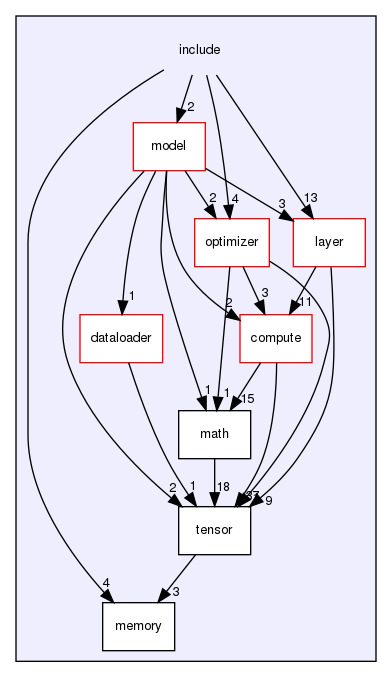 include
2
model
2
4
3
13
optimizer
layer
1
2
3
11
dataloader
compute
1
1
15
math
2
1
18
9
tensor
4
3
memory